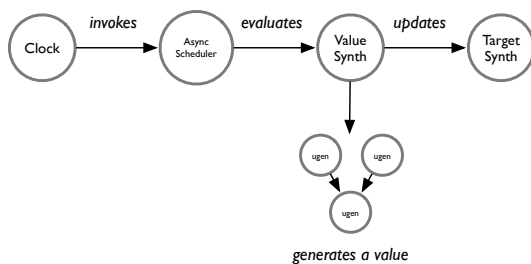 invokes
evaluates
updates
Clock
Async
Scheduler
Value
Synth
Target
Synth
ugen
ugen
ugen
generates a value